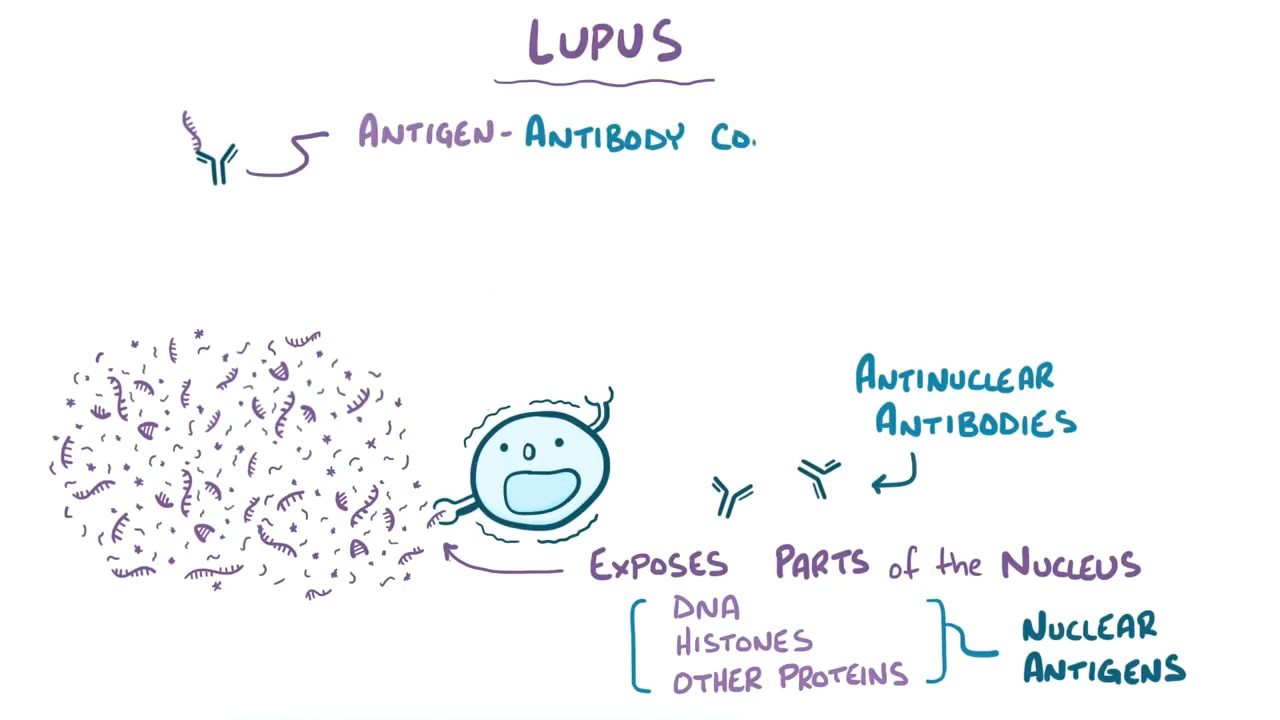 LUPUS
ANTIGEN-ANTIBODY CO.
ANTINUCLEAR
ANTIBODIES
EXPOSES PARTS of the NUCLEUS
DNA
HISTONES
OTHER PROTEINS
NUCLEAR
ANTIGENS